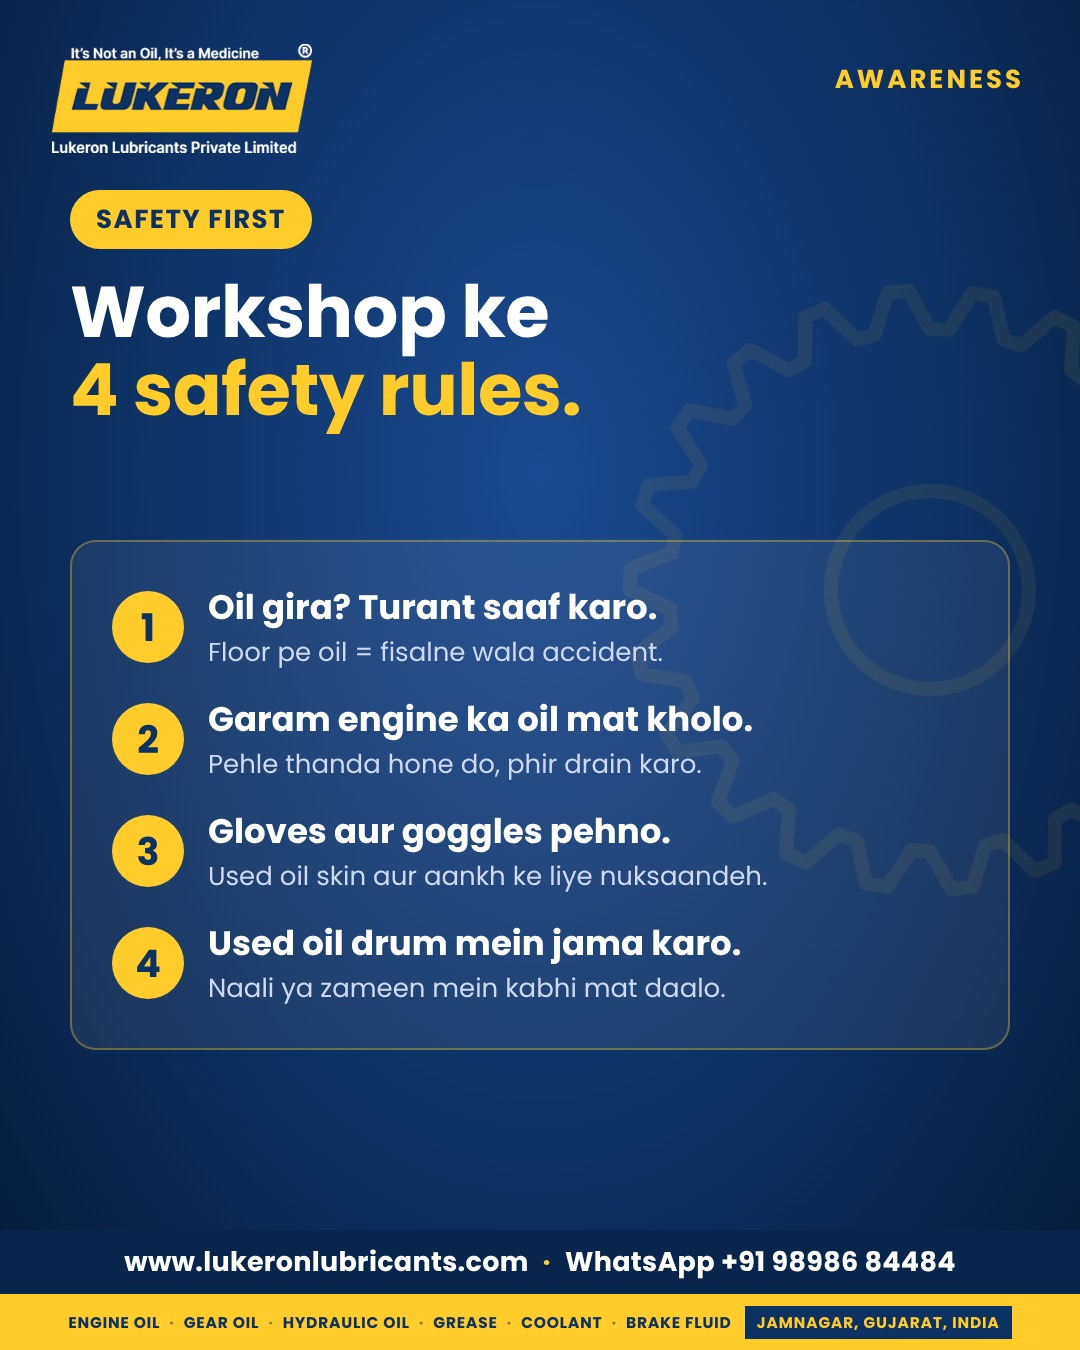 It's Not an Oil, It's a Medicine ®
LUKERON
Lukeron Lubricants Private Limited
AWARENESS
SAFETY FIRST
Workshop ke
4 safety rules.
1
Oil gira? Turant saaf karo.
Floor pe oil = fisalne wala accident.
2
Garam engine ka oil mat kholo.
Pehle thanda hone do, phir drain karo.
3
Gloves aur goggles pehno.
Used oil skin aur aankh ke liye nuksaandeh.
4
Used oil drum mein jama karo.
Naali ya zameen mein kabhi mat daalo.
www.lukeronlubricants.com · WhatsApp +91 98986 84484
ENGINE OIL · GEAR OIL · HYDRAULIC OIL · GREASE · COOLANT · BRAKE FLUID JAMNAGAR, GUJARAT, INDIA